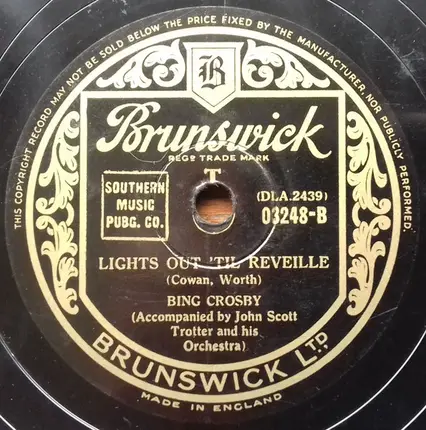 THIS COPYRIGHT RECORD MAY NOT BE SOLD BELOW THE PRICE FIXED BY THE MANUFACTURER, NOR PUBLICLY PERFORMED.
B
Brunswick
REGD TRADE MARK
T
SOUTHERN
MUSIC
PUBG. CO.
(DLA.2439)
03248-B
LIGHTS OUT 'TIL REVEILLE
(Cowan, Worth)
BING CROSBY
(Accompanied by John Scott
Trotter and his
Orchestra)
BRUNSWICK LTD.
MADE IN ENGLAND